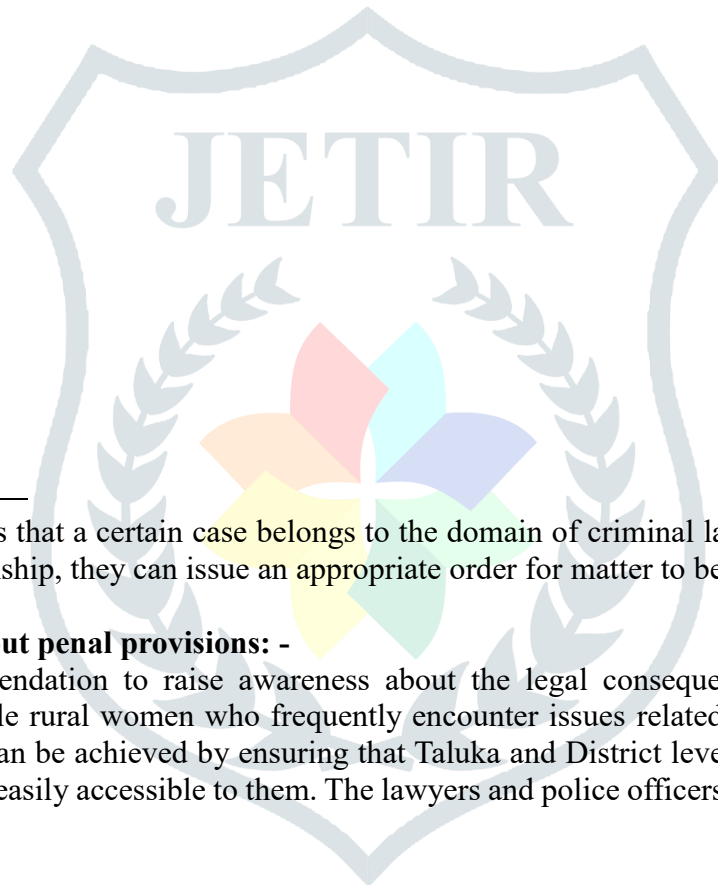 JETIR
s that a certain case belongs to the domain of criminal la
nship, they can issue an appropriate order for matter to be
out penal provisions: -
endation to raise awareness about the legal conseque
le rural women who frequently encounter issues related
an be achieved by ensuring that Taluka and District leve
easily accessible to them. The lawyers and police officers